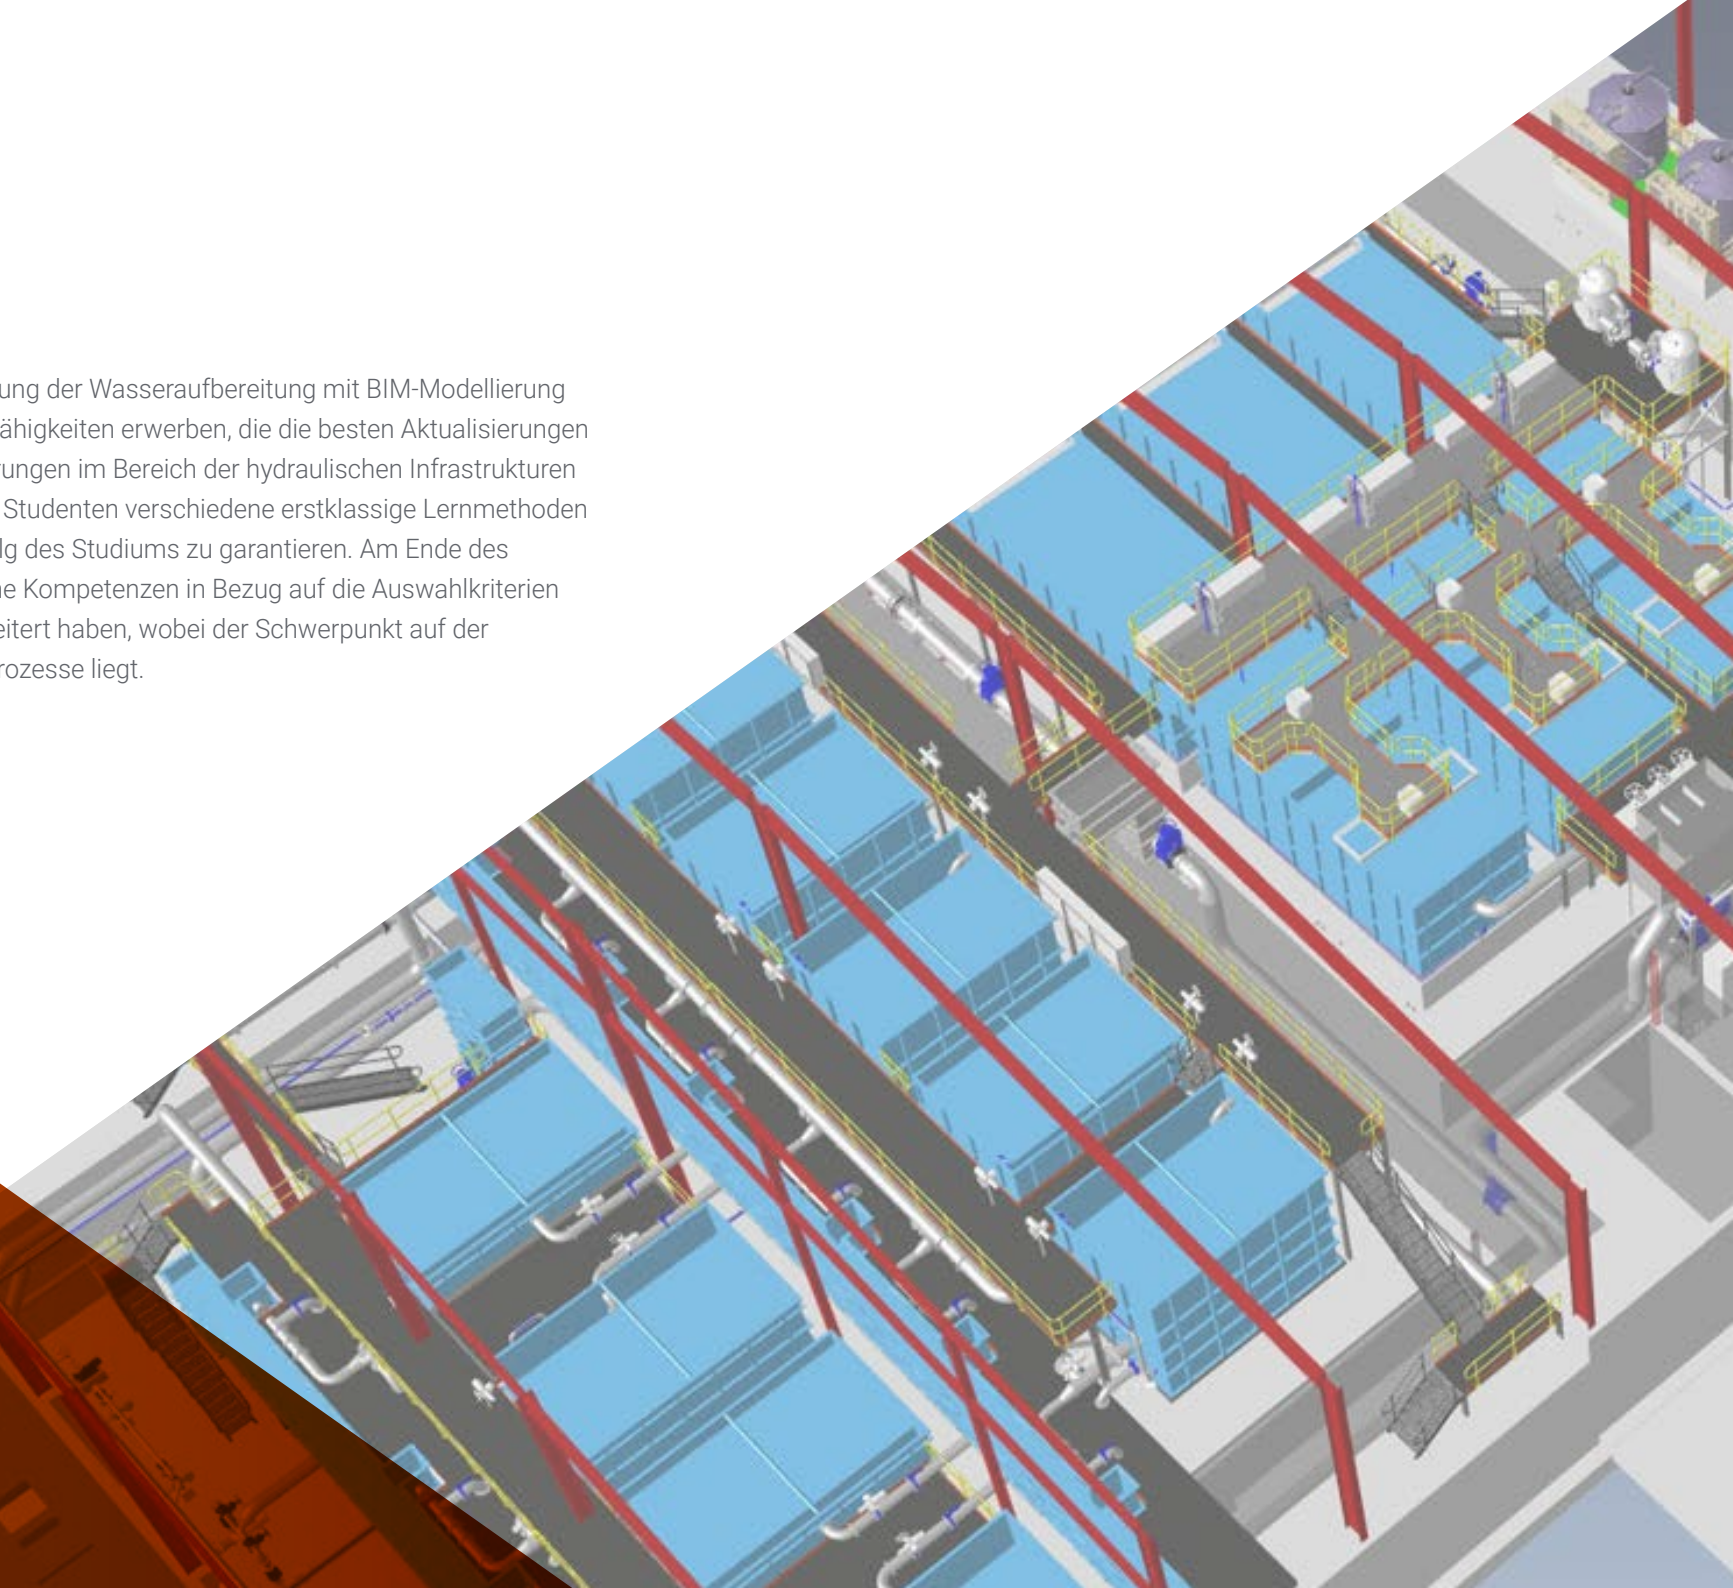 ung der Wasseraufbereitung mit BIM-Modellierung
ähigkeiten erwerben, die die besten Aktualisierungen
rungen im Bereich der hydraulischen Infrastrukturen
Studenten verschiedene erstklassige Lernmethoden
lg des Studiums zu garantieren. Am Ende des
ne Kompetenzen in Bezug auf die Auswahlkriterien
eitert haben, wobei der Schwerpunkt auf der
rozesse liegt.